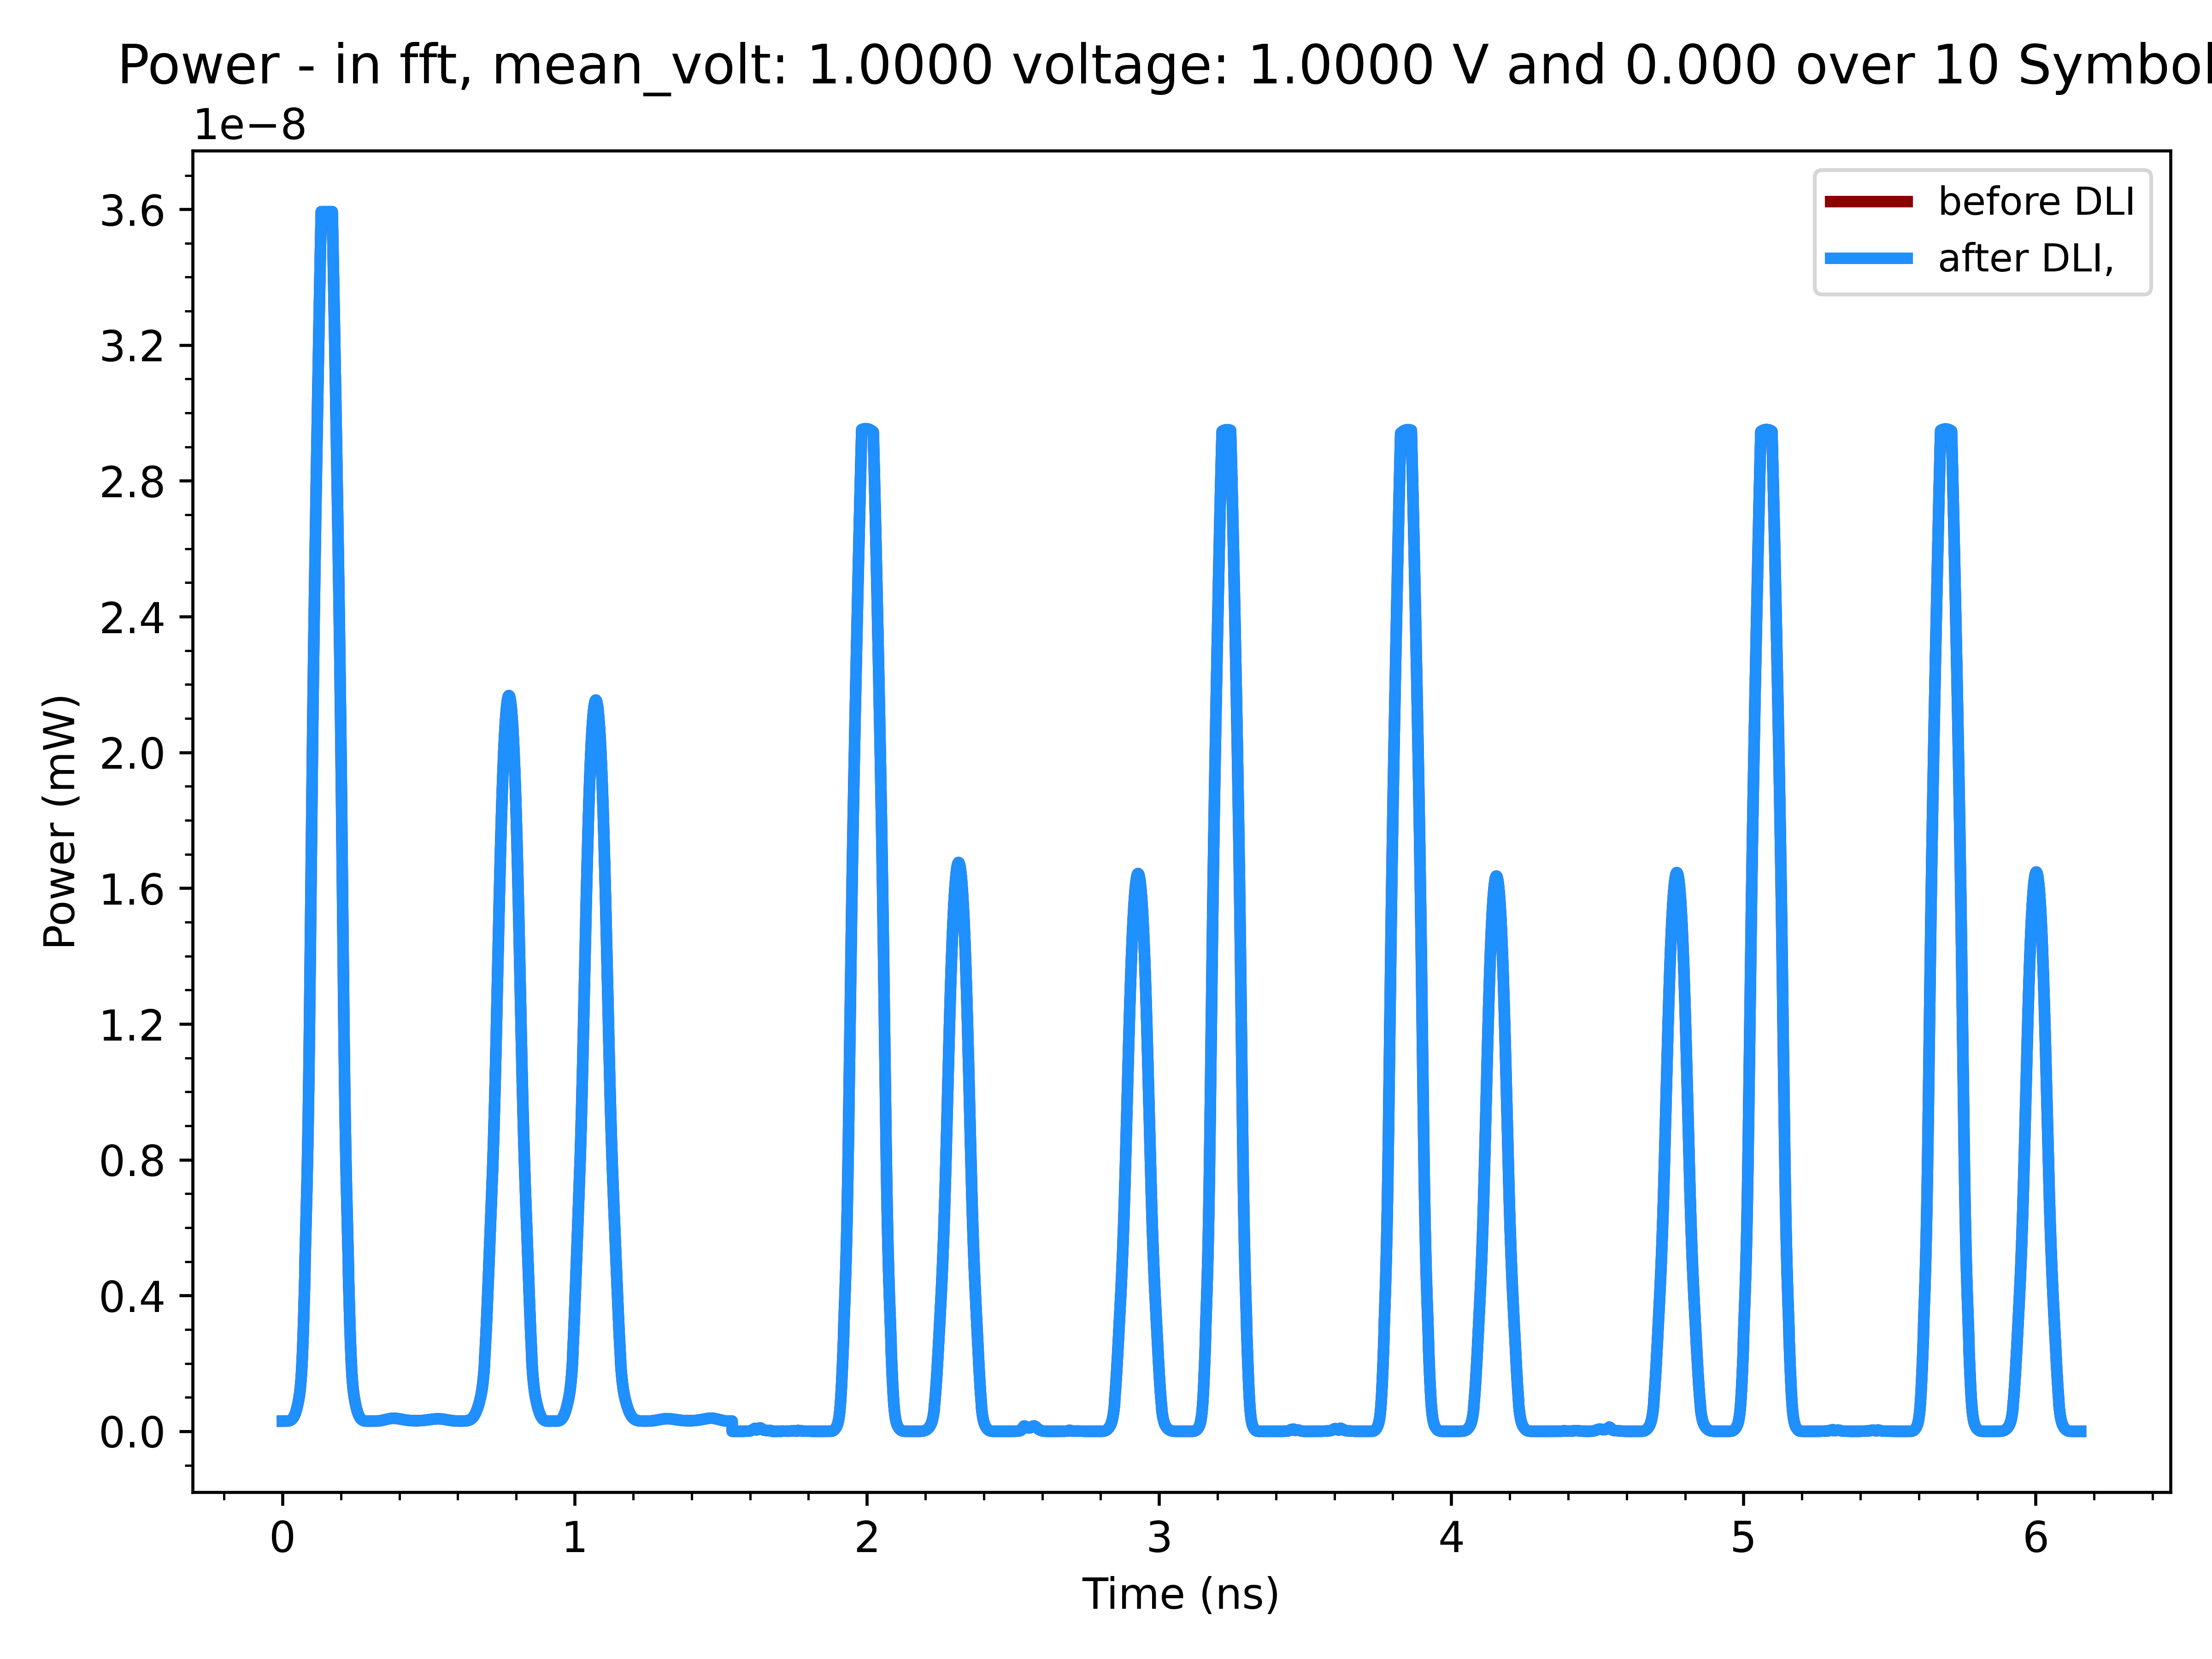 Power - in fft, mean_volt: 1.0000 voltage: 1.0000 V and 0.000 over 10 Symbol
1e−8
before DLI
after DLI,
3.6
3.2
2.8
2.4
2.0
1.6
1.2
0.8
0.4
0.0
Power (mW)
0 1 2 3 4 5 6
Time (ns)